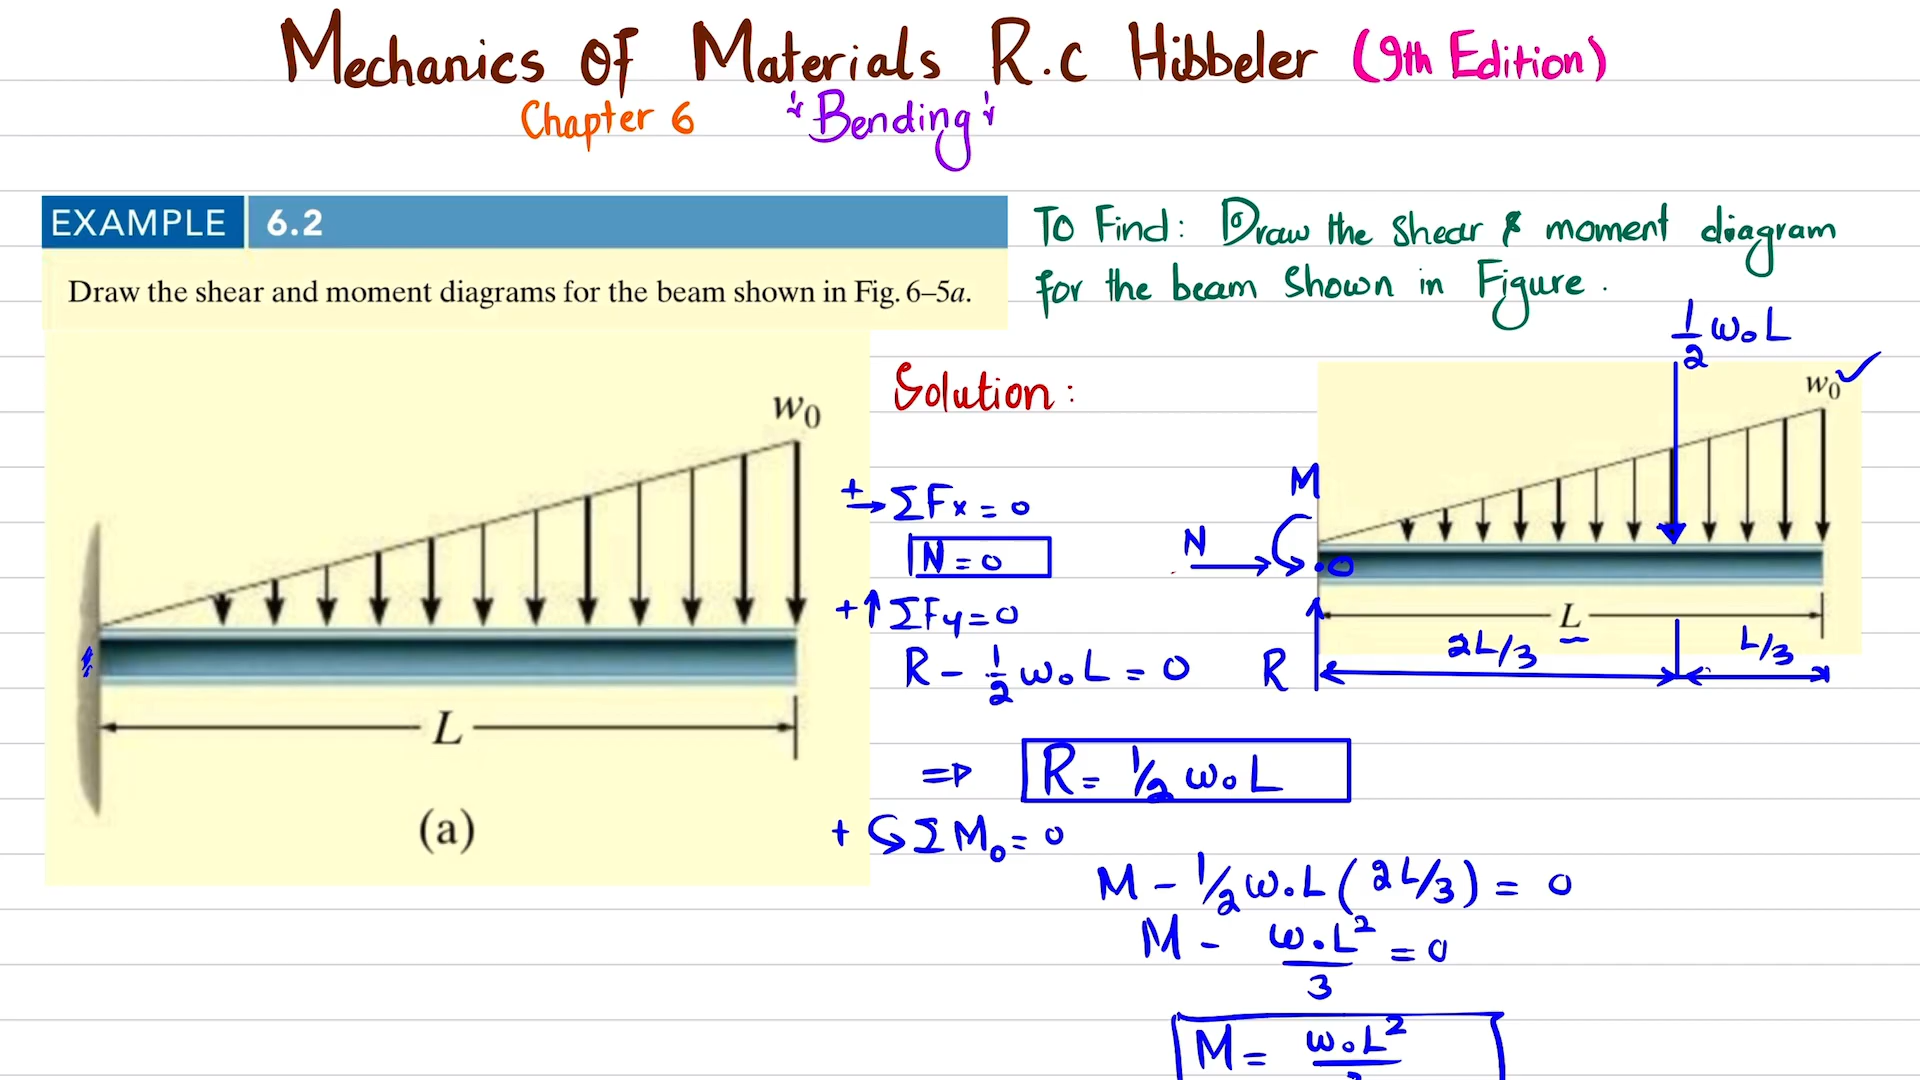 Mechanics Of Materials R.C Hibbeler (9th Edition)
Chapter 6 "Bending"
EXAMPLE 6.2
Draw the shear and moment diagrams for the beam shown in Fig. 6–5a.
To Find: Draw the shear & moment diagram
for the beam shown in Figure.
w₀
L
(a)
Solution:
+→ ΣFx = 0
N = 0
+↑ ΣFy = 0
R - 1/2 w₀L = 0
⇒ R = 1/2 w₀L
+ ↺ ΣM₀ = 0
M - 1/2 w₀L (2L/3) = 0
M - w₀L²/3 = 0
M = w₀L²
1/2 w₀L
w₀
M
N
O
L
R
2L/3
L/3